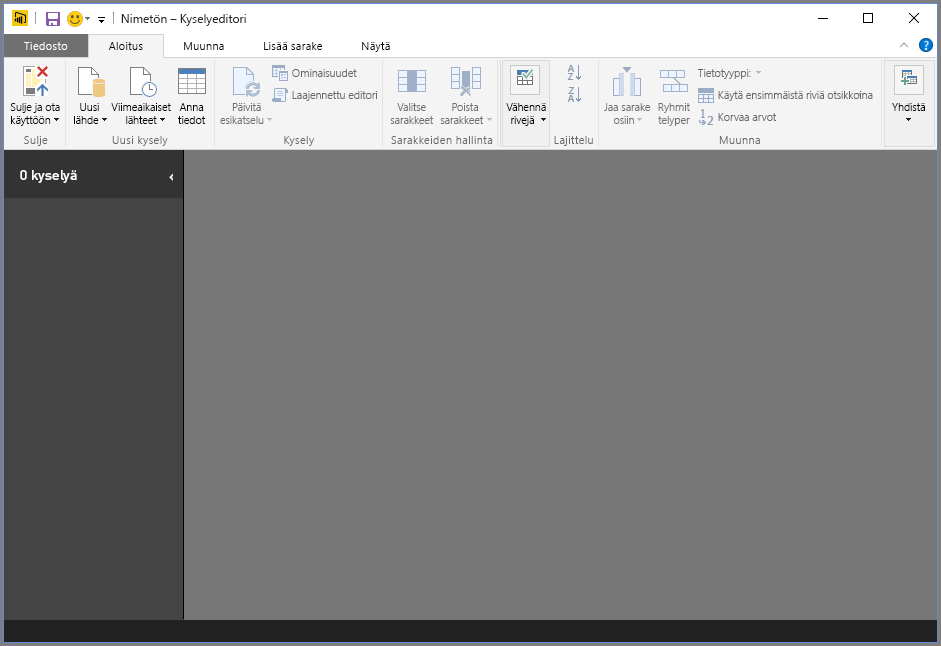 Nimetön – Kyselyeditori
Tiedosto
Aloitus
Muunna
Lisää sarake
Näytä
?
Sulje ja ota
käyttöön
Sulje
Uusi
lähde
Viimeaikaiset
lähteet
Anna
tiedot
Uusi kysely
Päivitä
esikatselu
Ominaisuudet
Laajennettu editori
Kysely
Valitse
sarakkeet
Poista
sarakkeet
Sarakkeiden hallinta
Vähennä
rivejä
A
Z
Z
A
Lajittelu
Jaa sarake
osiin
Ryhmit
telyper
Tietotyyppi:
Käytä ensimmäistä riviä otsikkoina
1
2
Korvaa arvot
Muunna
Yhdistä
0 kyselyä